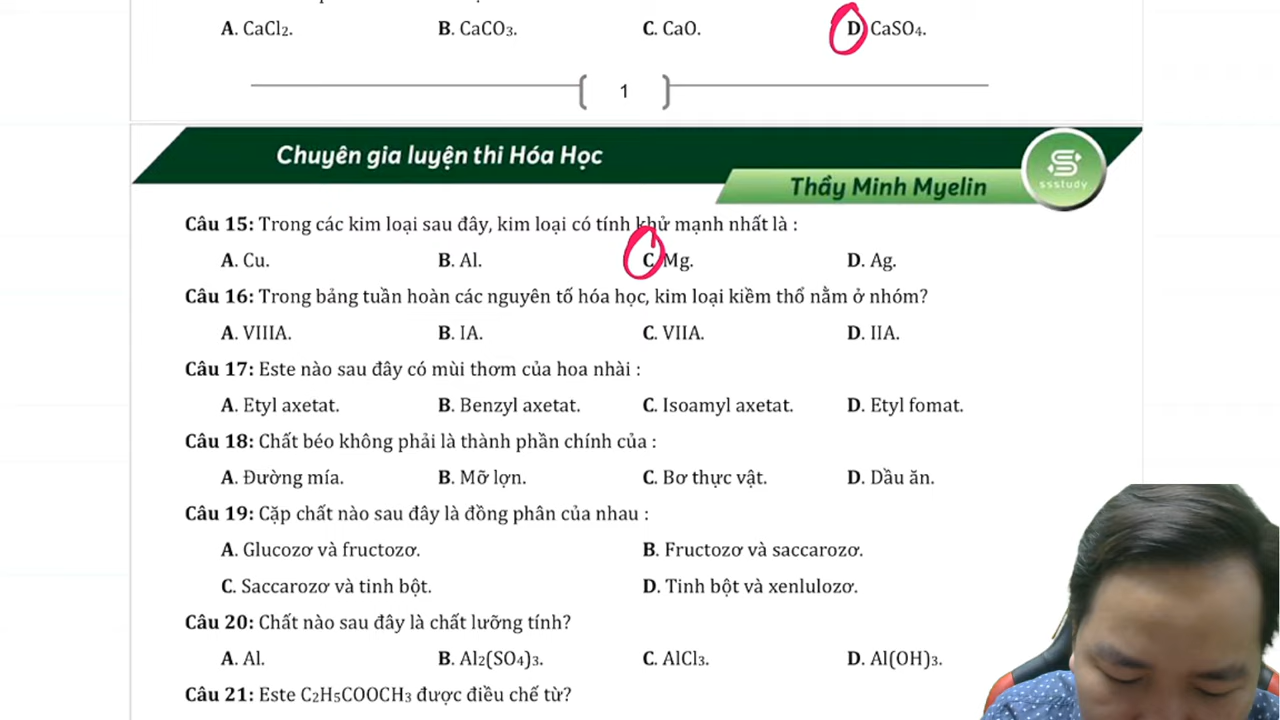 A. CaCl₂. B. CaCO₃. C. CaO. D. CaSO₄.
1
Chuyên gia luyện thi Hóa Học
Thầy Minh Myelin
ssstudy
Câu 15: Trong các kim loại sau đây, kim loại có tính khử mạnh nhất là :
A. Cu. B. Al. C. Mg. D. Ag.
Câu 16: Trong bảng tuần hoàn các nguyên tố hóa học, kim loại kiềm thổ nằm ở nhóm?
A. VIIIA. B. IA. C. VIIA. D. IIA.
Câu 17: Este nào sau đây có mùi thơm của hoa nhài :
A. Etyl axetat. B. Benzyl axetat. C. Isoamyl axetat. D. Etyl fomat.
Câu 18: Chất béo không phải là thành phần chính của :
A. Đường mía. B. Mỡ lợn. C. Bơ thực vật. D. Dầu ăn.
Câu 19: Cặp chất nào sau đây là đồng phân của nhau :
A. Glucozơ và fructozơ. B. Fructozơ và saccarozơ.
C. Saccarozơ và tinh bột. D. Tinh bột và xenlulozơ.
Câu 20: Chất nào sau đây là chất lưỡng tính?
A. Al. B. Al₂(SO₄)₃. C. AlCl₃. D. Al(OH)₃.
Câu 21: Este C₂H₅COOCH₃ được điều chế từ?